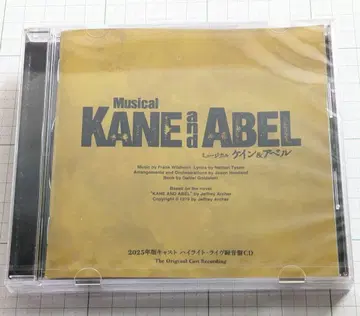 Musical
KANE and ABEL
ミュージカル ケイン&アベル
Music by Frank Wildhorn Lyrics by Nathan Tysen
Arrangements and Orchestrations by Jason Howland
Book by Daniel Goldstein
Based on the novel
"KANE AND ABEL" by Jeffrey Archer
Copyright © 1979 by Jeffrey Archer
2025年版キャスト ハイライト・ライヴ録音盤CD
The Original Cast Recording